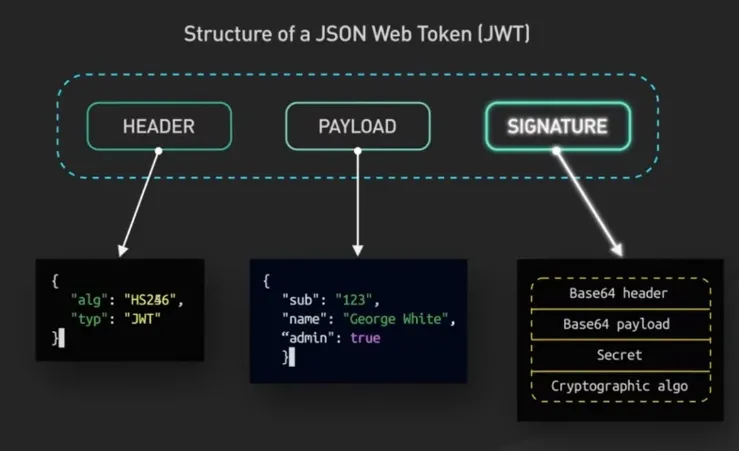 Structure of a JSON Web Token (JWT)
HEADER
PAYLOAD
SIGNATURE
{
"alg": "HS246",
"typ": "JWT"
}
{
"sub": "123",
"name": "George White",
“admin": true
}
Base64 header
Base64 payload
Secret
Cryptographic algo